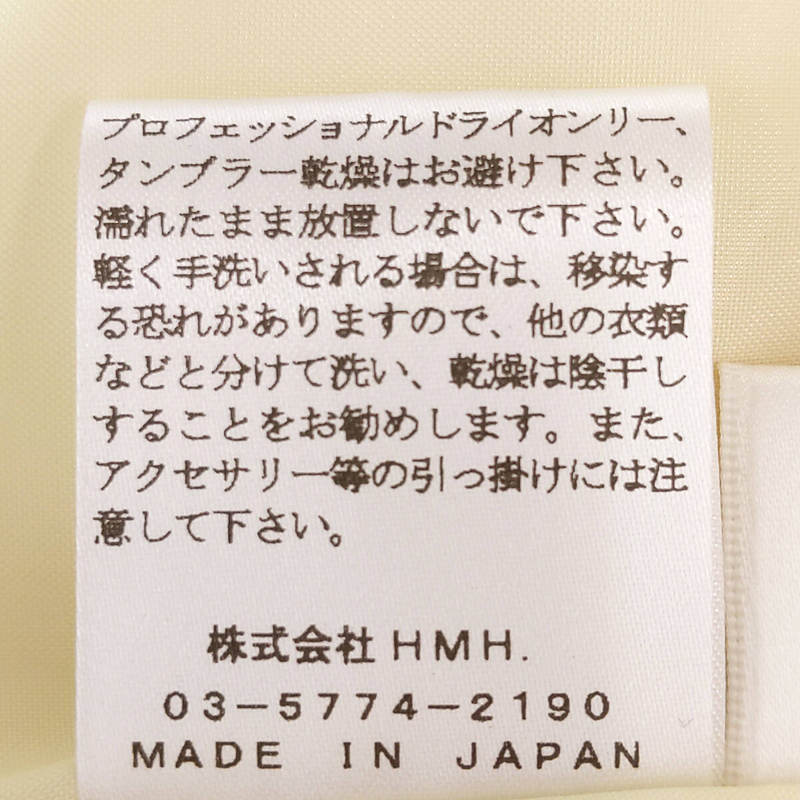 プロフェッショナルドライオンリー、
タンブラー乾燥はお避け下さい。
濡れたまま放置しないで下さい。
軽く手洗いされる場合は、移染す
る恐れがありますので、他の衣類
などと分けて洗い、乾燥は陰干し
することをお勧めします。また、
アクセサリー等の引っ掛けには注
意して下さい。
株式会社 HMH.
03-5774-2190
MADE IN JAPAN